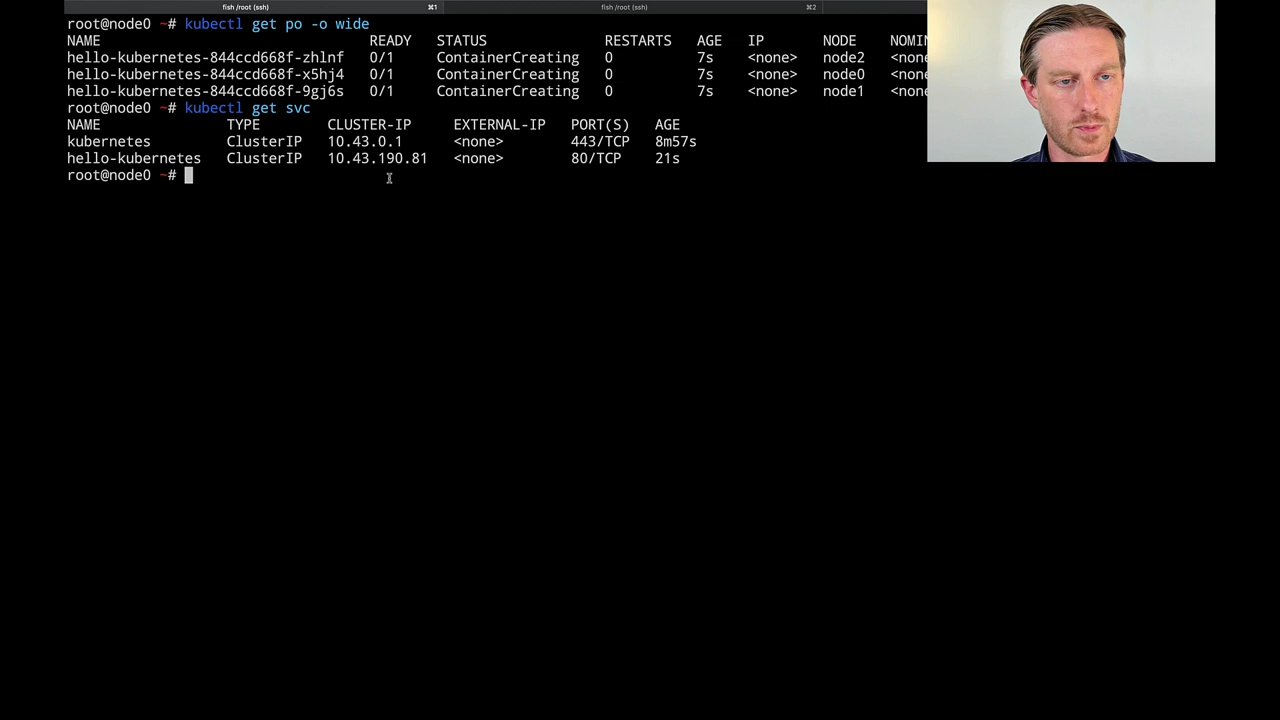 fish /root (ssh) ⌘1 fish /root (ssh) ⌘2
root@node0 ~# kubectl get po -o wide
NAME READY STATUS RESTARTS AGE IP NODE NOMIN
hello-kubernetes-844ccd668f-zhlnf 0/1 ContainerCreating 0 7s <none> node2 <none
hello-kubernetes-844ccd668f-x5hj4 0/1 ContainerCreating 0 7s <none> node0 <none
hello-kubernetes-844ccd668f-9gj6s 0/1 ContainerCreating 0 7s <none> node1 <none
root@node0 ~# kubectl get svc
NAME TYPE CLUSTER-IP EXTERNAL-IP PORT(S) AGE
kubernetes ClusterIP 10.43.0.1 <none> 443/TCP 8m57s
hello-kubernetes ClusterIP 10.43.190.81 <none> 80/TCP 21s
root@node0 ~#